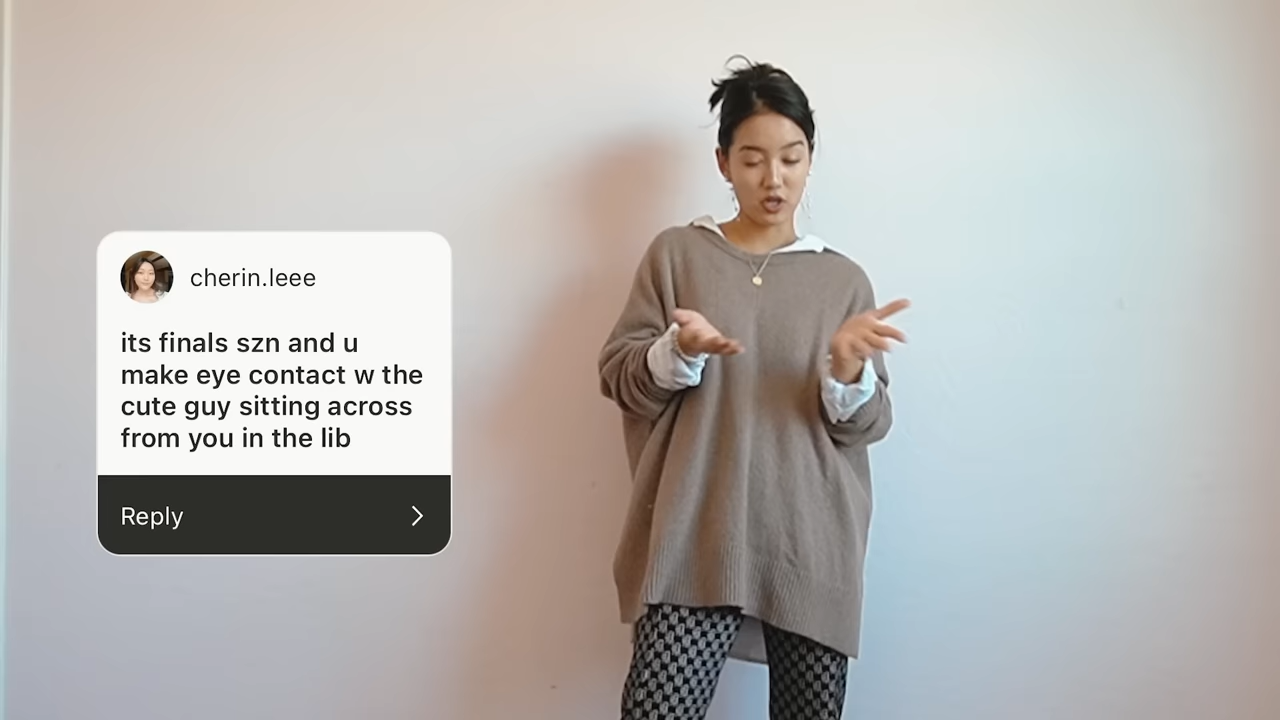 cherin.leee
its finals szn and u
make eye contact w the
cute guy sitting across
from you in the lib
Reply